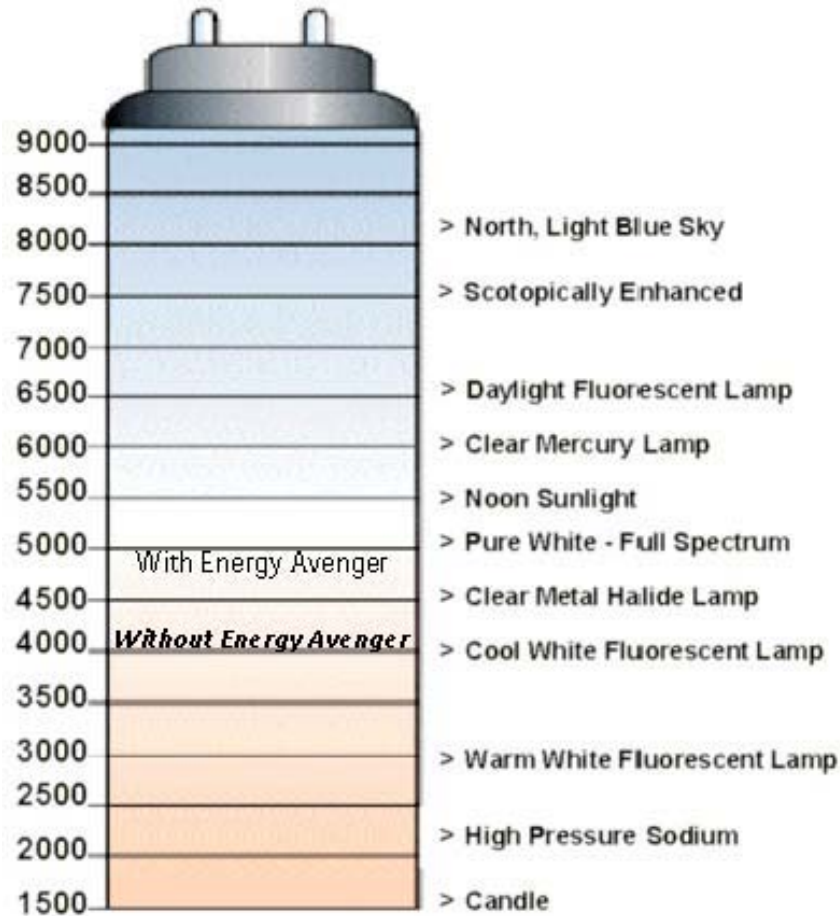 9000
8500
> North, Light Blue Sky
8000
7500 > Scotopically Enhanced
7000
6500 > Daylight Fluorescent Lamp
6000 > Clear Mercury Lamp
5500 > Noon Sunlight
5000 > Pure White - Full Spectrum
With Energy Avenger
4500 > Clear Metal Halide Lamp
Without Energy Avenger
4000 > Cool White Fluorescent Lamp
3500
3000 > Warm White Fluorescent Lamp
2500
> High Pressure Sodium
2000
1500 > Candle